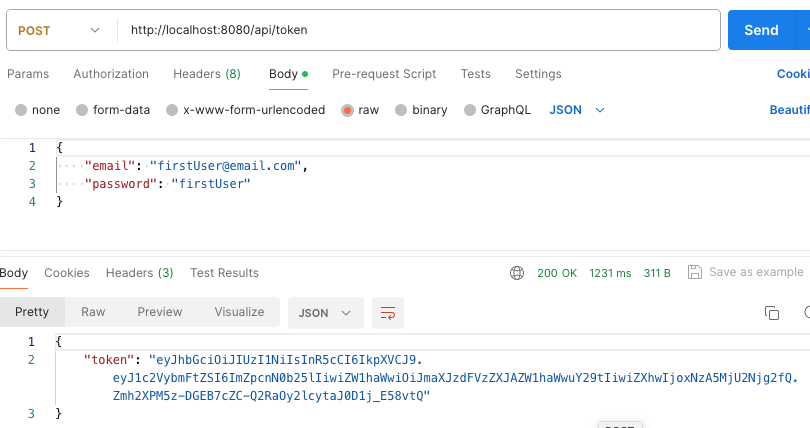 POST http://localhost:8080/api/token Send
Params Authorization Headers (8) Body Pre-request Script Tests Settings Cooki
none form-data x-www-form-urlencoded raw binary GraphQL JSON Beautif
1 {
2 "email": "firstUser@email.com",
3 "password": "firstUser"
4 }
Body Cookies Headers (3) Test Results 200 OK 1231 ms 311 B Save as example
Pretty Raw Preview Visualize JSON
1 {
2 "token": "eyJhbGciOiJIUzI1NiIsInR5cCI6IkpXVCJ9.
eyJ1c2VybmFtZSI6ImZpcnN0b25lIiwiZW1haWwiOiJmaXJzdFVzZXJAZW1haWwuY29tIiwiZXhwIjoxNzA5MjU2Njg2fQ.
Zmh2XPM5z-DGEB7cZC-Q2RaOy2lcytaJ0D1j_E58vtQ"
3 }